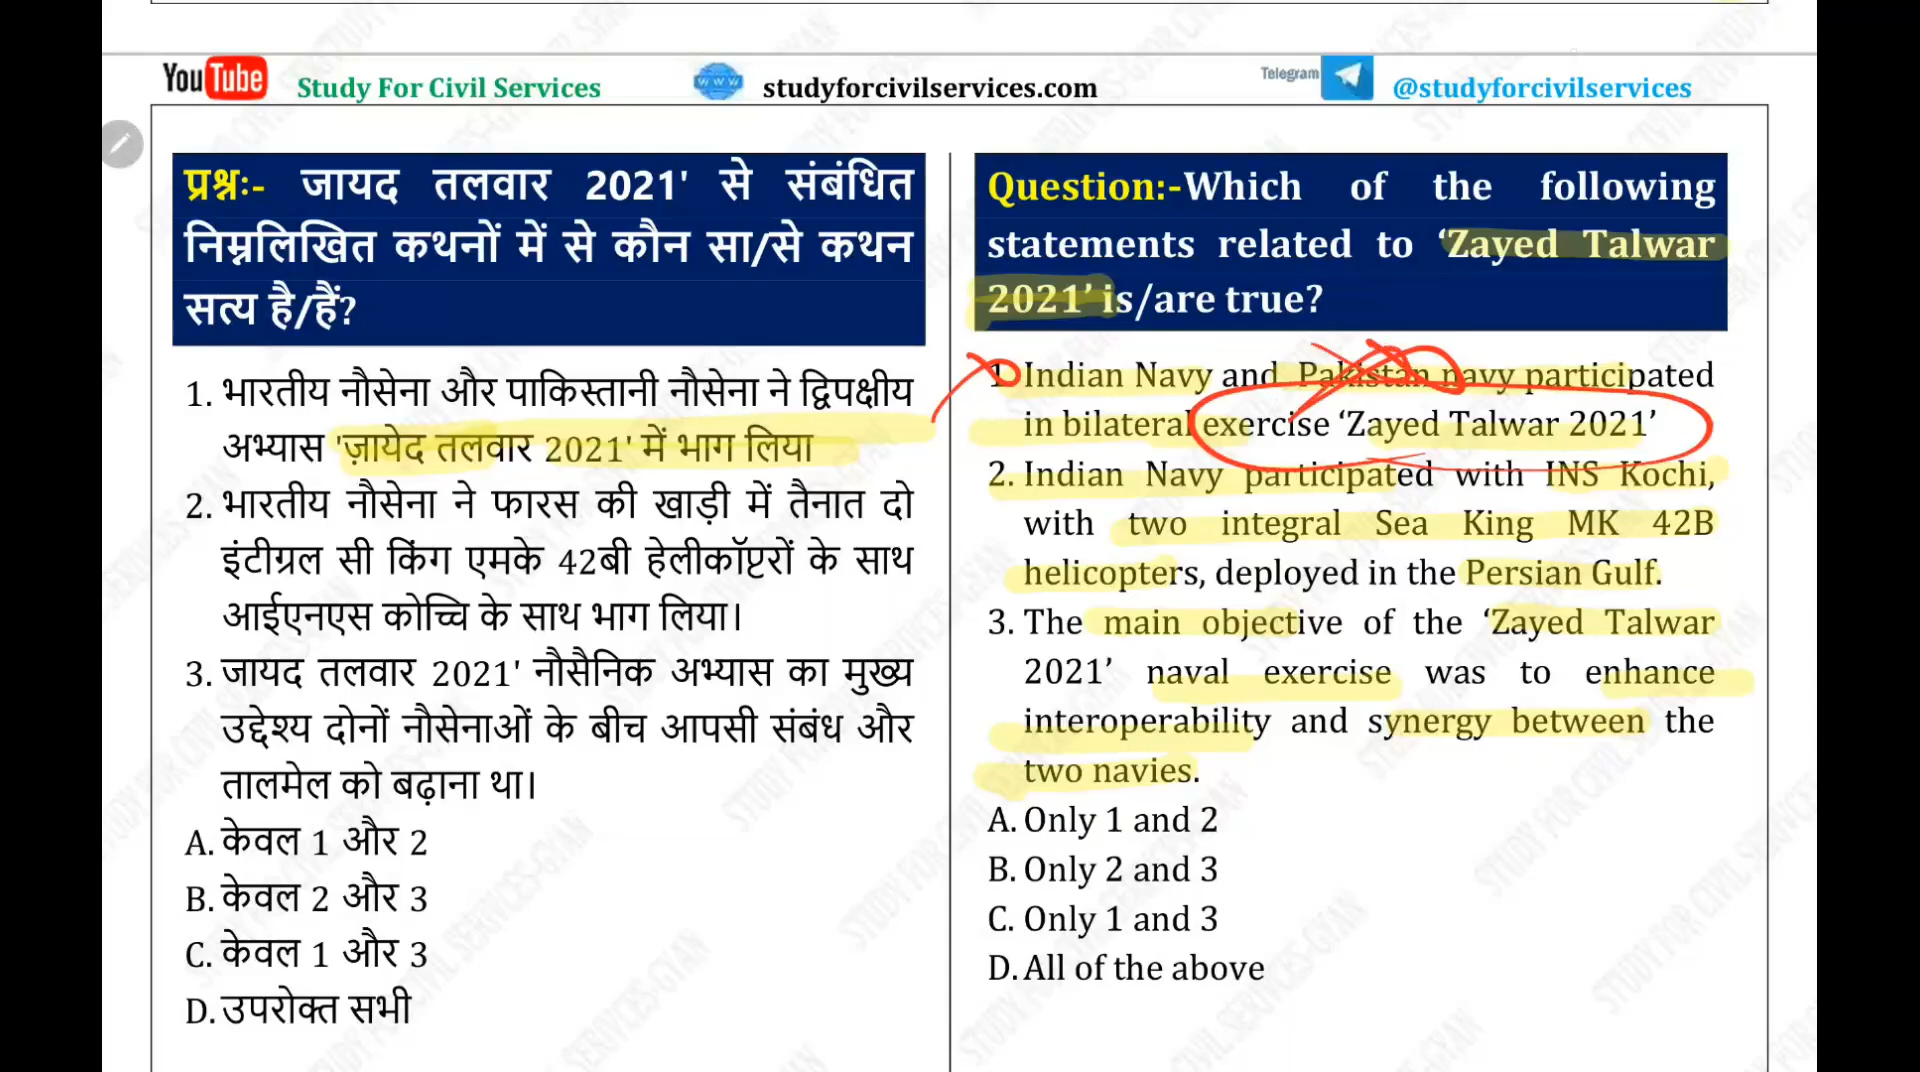 YouTube Study For Civil Services
www studyforcivilservices.com
Telegram @studyforcivilservices
प्रश्नः- जायद तलवार 2021' से संबंधित
निम्नलिखित कथनों में से कौन सा/से कथन
सत्य है/हैं?
1. भारतीय नौसेना और पाकिस्तानी नौसेना ने द्विपक्षीय
अभ्यास 'ज़ायेद तलवार 2021' में भाग लिया
2. भारतीय नौसेना ने फारस की खाड़ी में तैनात दो
इंटीग्रल सी किंग एमके 42बी हेलीकॉप्टरों के साथ
आईएनएस कोच्चि के साथ भाग लिया।
3. जायद तलवार 2021' नौसैनिक अभ्यास का मुख्य
उद्देश्य दोनों नौसेनाओं के बीच आपसी संबंध और
तालमेल को बढ़ाना था।
A. केवल 1 और 2
B. केवल 2 और 3
C. केवल 1 और 3
D. उपरोक्त सभी
Question:-Which of the following
statements related to ‘Zayed Talwar
2021’ is/are true?
1. Indian Navy and Pakistan navy participated
in bilateral exercise ‘Zayed Talwar 2021’
2. Indian Navy participated with INS Kochi,
with two integral Sea King MK 42B
helicopters, deployed in the Persian Gulf.
3. The main objective of the ‘Zayed Talwar
2021’ naval exercise was to enhance
interoperability and synergy between the
two navies.
A. Only 1 and 2
B. Only 2 and 3
C. Only 1 and 3
D. All of the above